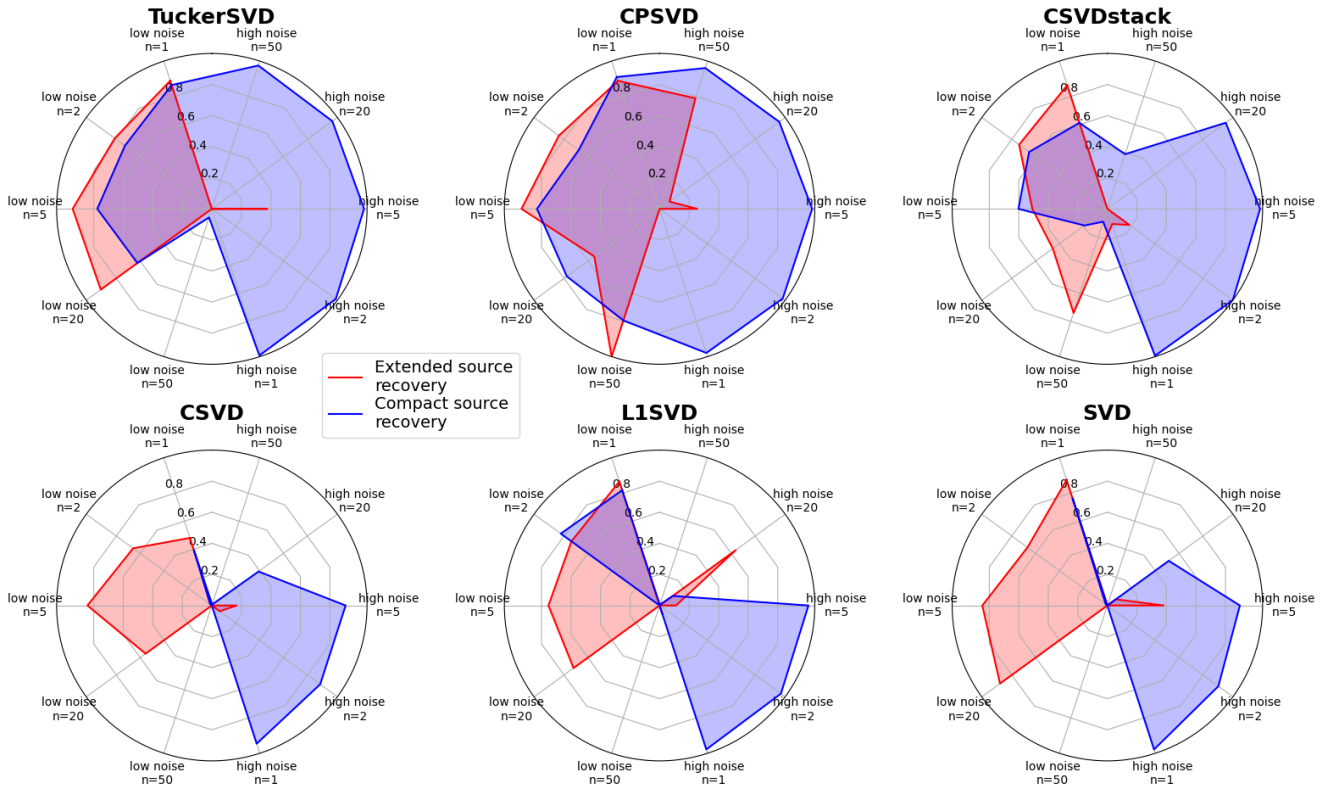 TuckerSVD
low noise
n=1
high noise
n=50
low noise
n=2
high noise
n=20
0.8
0.6
0.4
0.2
low noise
n=5
high noise
n=5
low noise
n=20
high noise
n=2
low noise
n=50
high noise
n=1
CPSVD
low noise
n=1
high noise
n=50
low noise
n=2
high noise
n=20
0.8
0.6
0.4
0.2
low noise
n=5
high noise
n=5
low noise
n=20
high noise
n=2
low noise
n=50
high noise
n=1
CSVDstack
low noise
n=1
high noise
n=50
low noise
n=2
high noise
n=20
0.8
0.6
0.4
0.2
low noise
n=5
high noise
n=5
low noise
n=20
high noise
n=2
low noise
n=50
high noise
n=1
Extended source
recovery
Compact source
recovery
CSVD
low noise
n=1
high noise
n=50
low noise
n=2
high noise
n=20
0.8
0.6
0.4
0.2
low noise
n=5
high noise
n=5
low noise
n=20
high noise
n=2
low noise
n=50
high noise
n=1
L1SVD
low noise
n=1
high noise
n=50
low noise
n=2
high noise
n=20
0.8
0.6
0.4
0.2
low noise
n=5
high noise
n=5
low noise
n=20
high noise
n=2
low noise
n=50
high noise
n=1
SVD
low noise
n=1
high noise
n=50
low noise
n=2
high noise
n=20
0.8
0.6
0.4
0.2
low noise
n=5
high noise
n=5
low noise
n=20
high noise
n=2
low noise
n=50
high noise
n=1